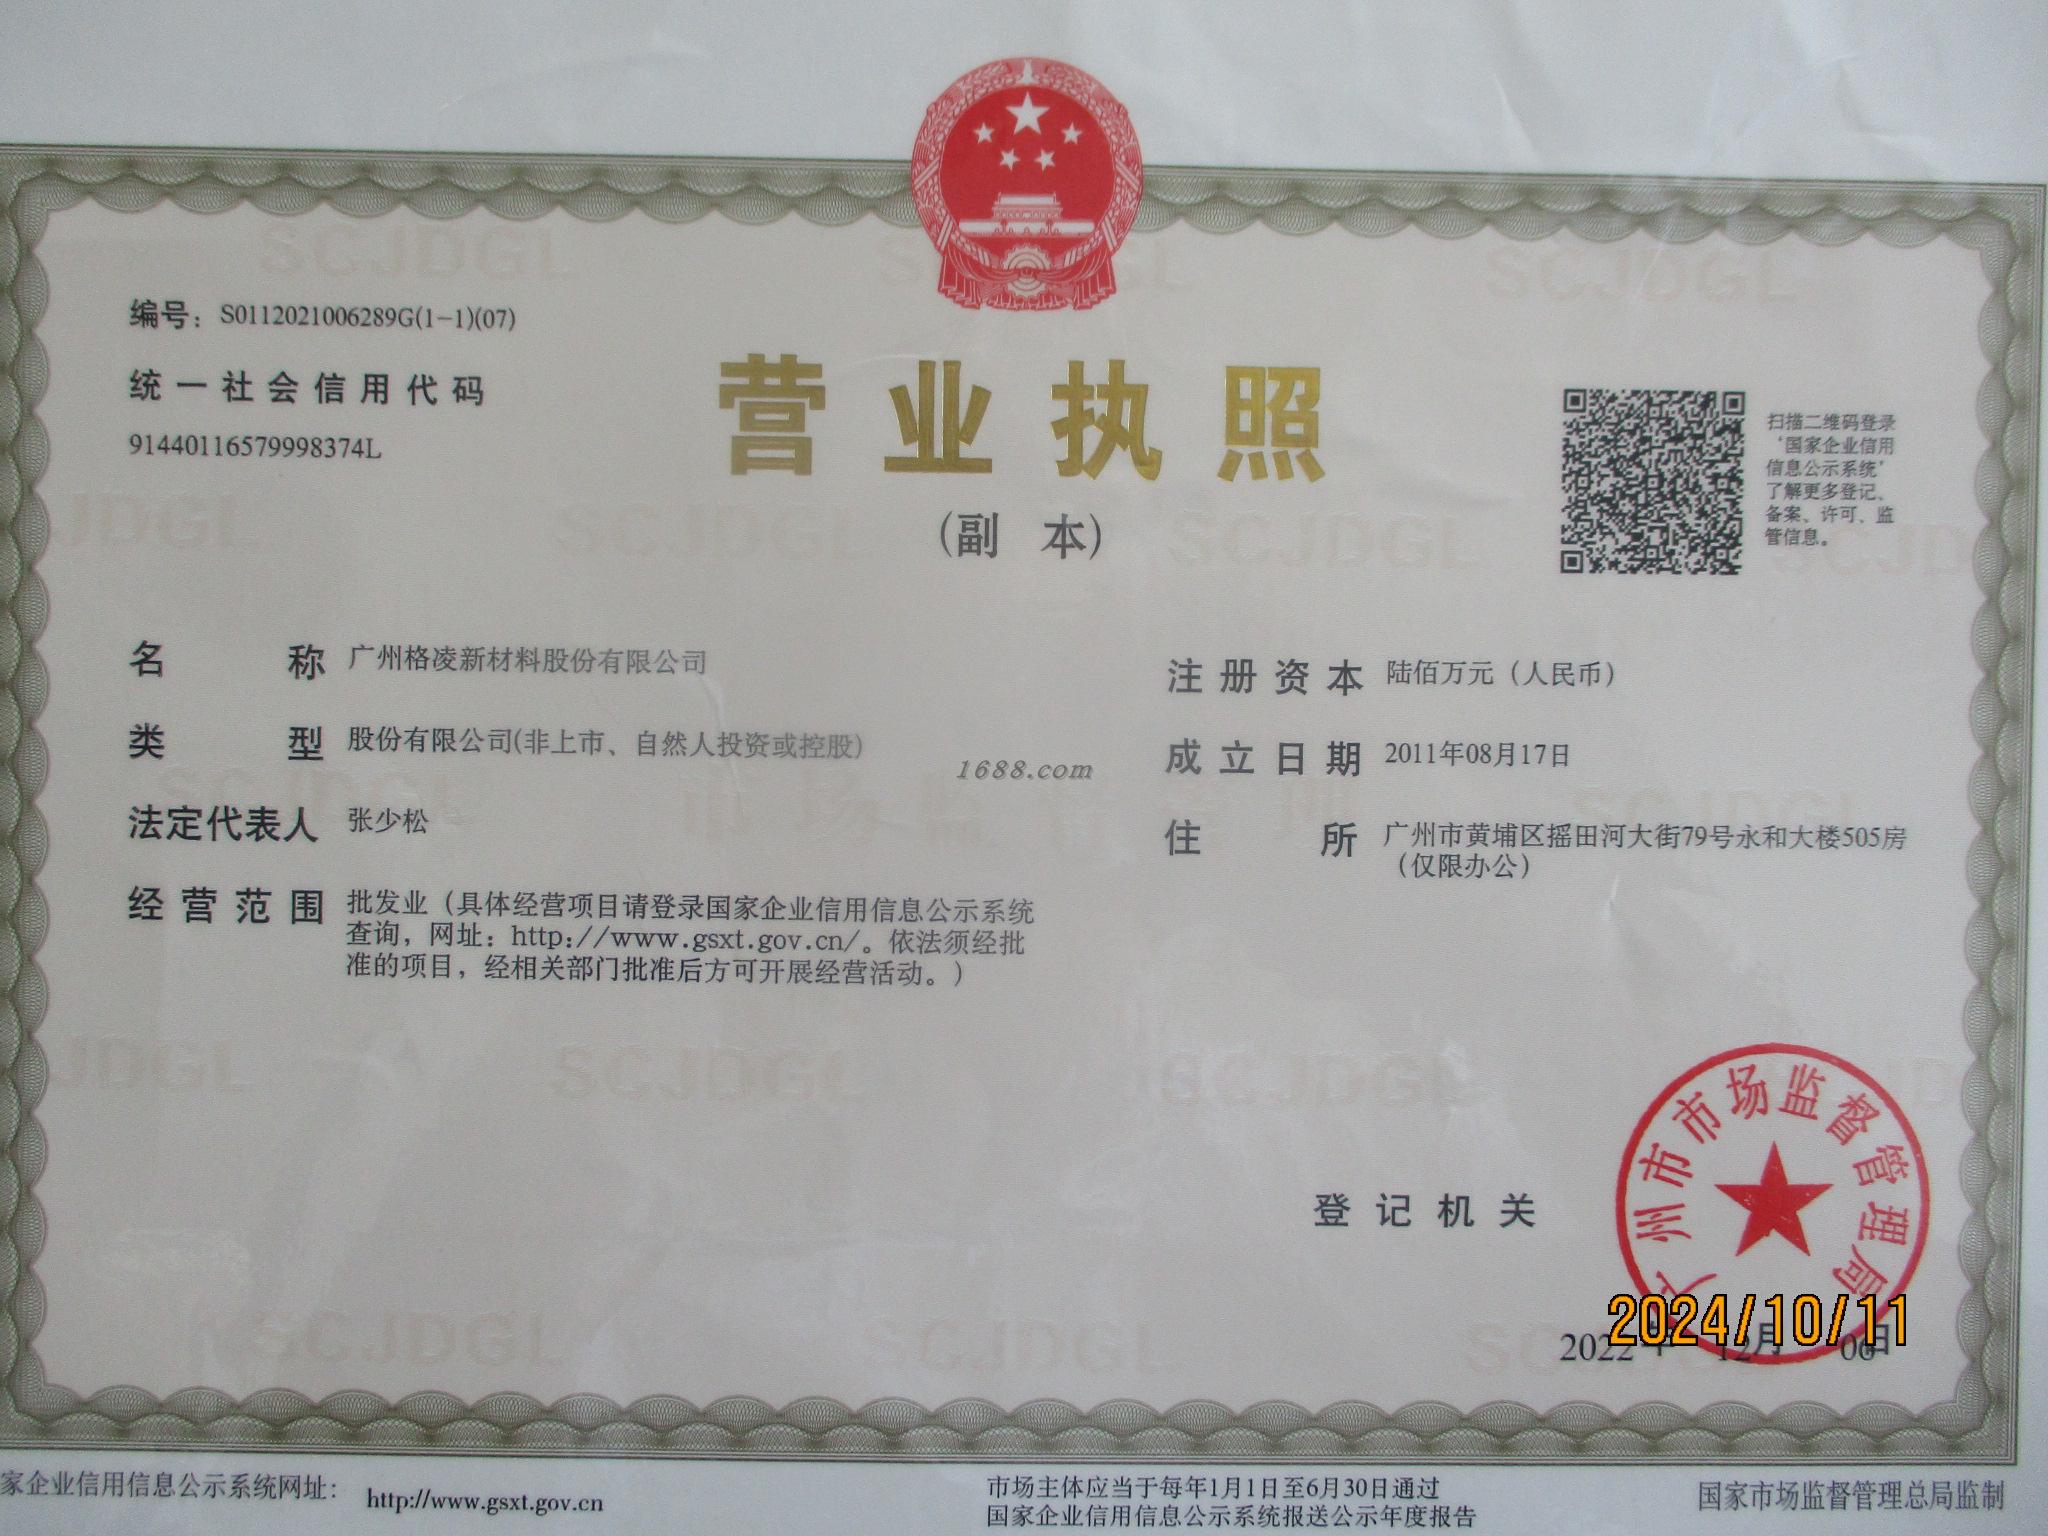 编号：S0112021006289G(1-1)(07)
统一社会信用代码
91440116579998374L
营业执照
(副 本)
扫描二维码登录
‘国家企业信用
信息公示系统’
了解更多登记、
备案、许可、监
管信息。
名 称 广州格凌新材料股份有限公司
类 型 股份有限公司(非上市、自然人投资或控股)
法定代表人 张少松
经营范围 批发业（具体经营项目请登录国家企业信用信息公示系统
查询，网址：http://www.gsxt.gov.cn/。依法须经批
准的项目，经相关部门批准后方可开展经营活动。）
1688.com
注册资本 陆佰万元（人民币）
成立日期 2011年08月17日
住 所 广州市黄埔区摇田河大街79号永和大楼505房
（仅限办公）
登记机关
广州市市场监督管理局
2022年 12月 06日
2024/10/11
家企业信用信息公示系统网址： http://www.gsxt.gov.cn
市场主体应当于每年1月1日至6月30日通过
国家企业信用信息公示系统报送公示年度报告
国家市场监督管理总局监制
SCJDGL